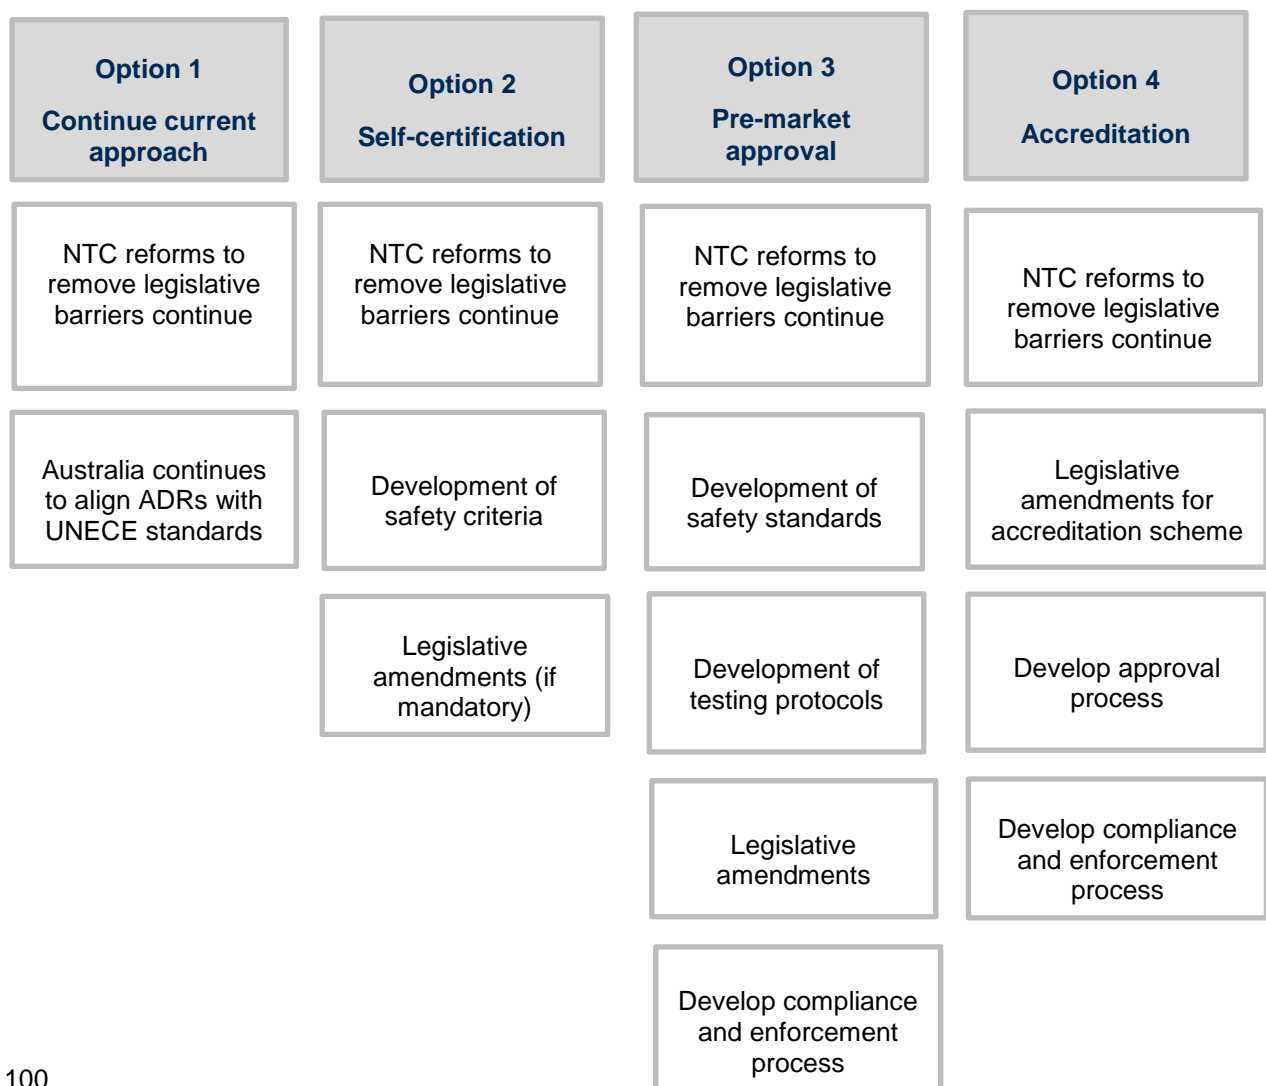 Option 1
Continue current
approach
NTC reforms to
remove legislative
barriers continue
Australia continues
to align ADRs with
UNECE standards
Option 2
Self-certification
NTC reforms to
remove legislative
barriers continue
Development of
safety criteria
Legislative
amendments (if
mandatory)
Option 3
Pre-market
approval
NTC reforms to
remove legislative
barriers continue
Development of
safety standards
Development of
testing protocols
Legislative
amendments
Develop compliance
and enforcement
process
Option 4
Accreditation
NTC reforms to
remove legislative
barriers continue
Legislative
amendments for
accreditation scheme
Develop approval
process
Develop compliance
and enforcement
process
100